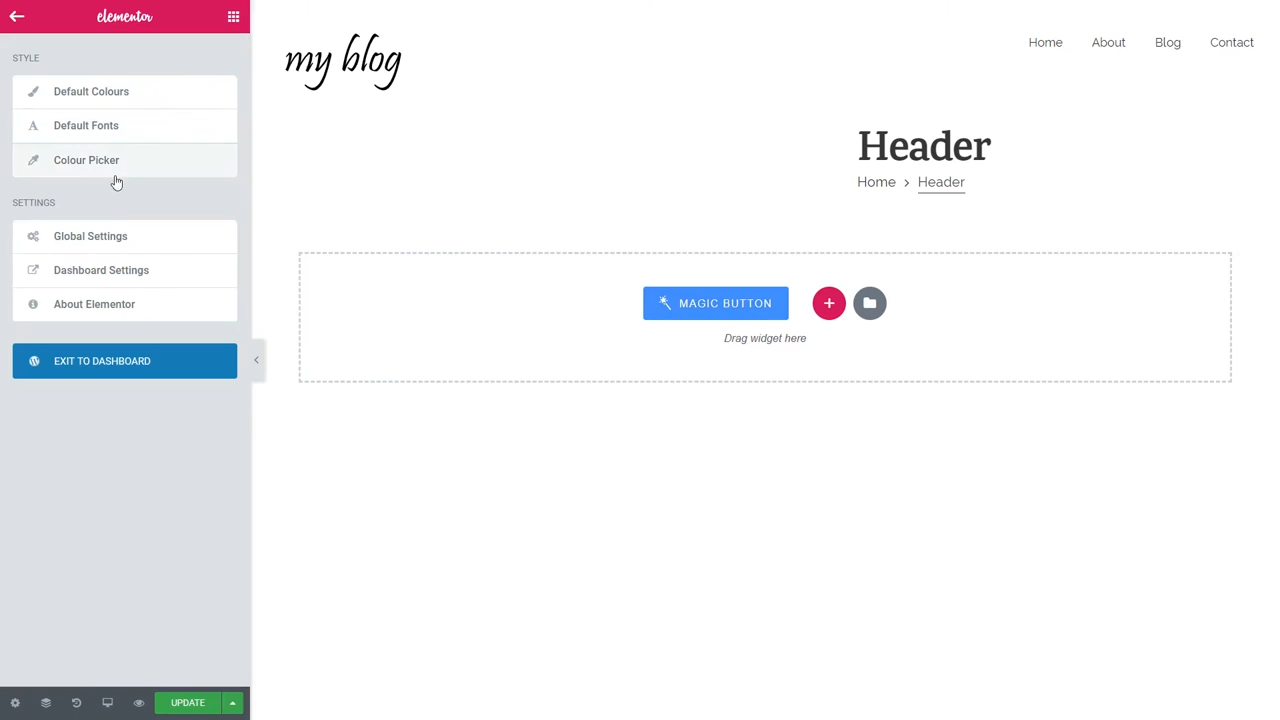 elementor
STYLE
Default Colours
Default Fonts
Colour Picker
SETTINGS
Global Settings
Dashboard Settings
About Elementor
EXIT TO DASHBOARD
UPDATE
my blog
Home About Blog Contact
Header
Home > Header
MAGIC BUTTON
Drag widget here